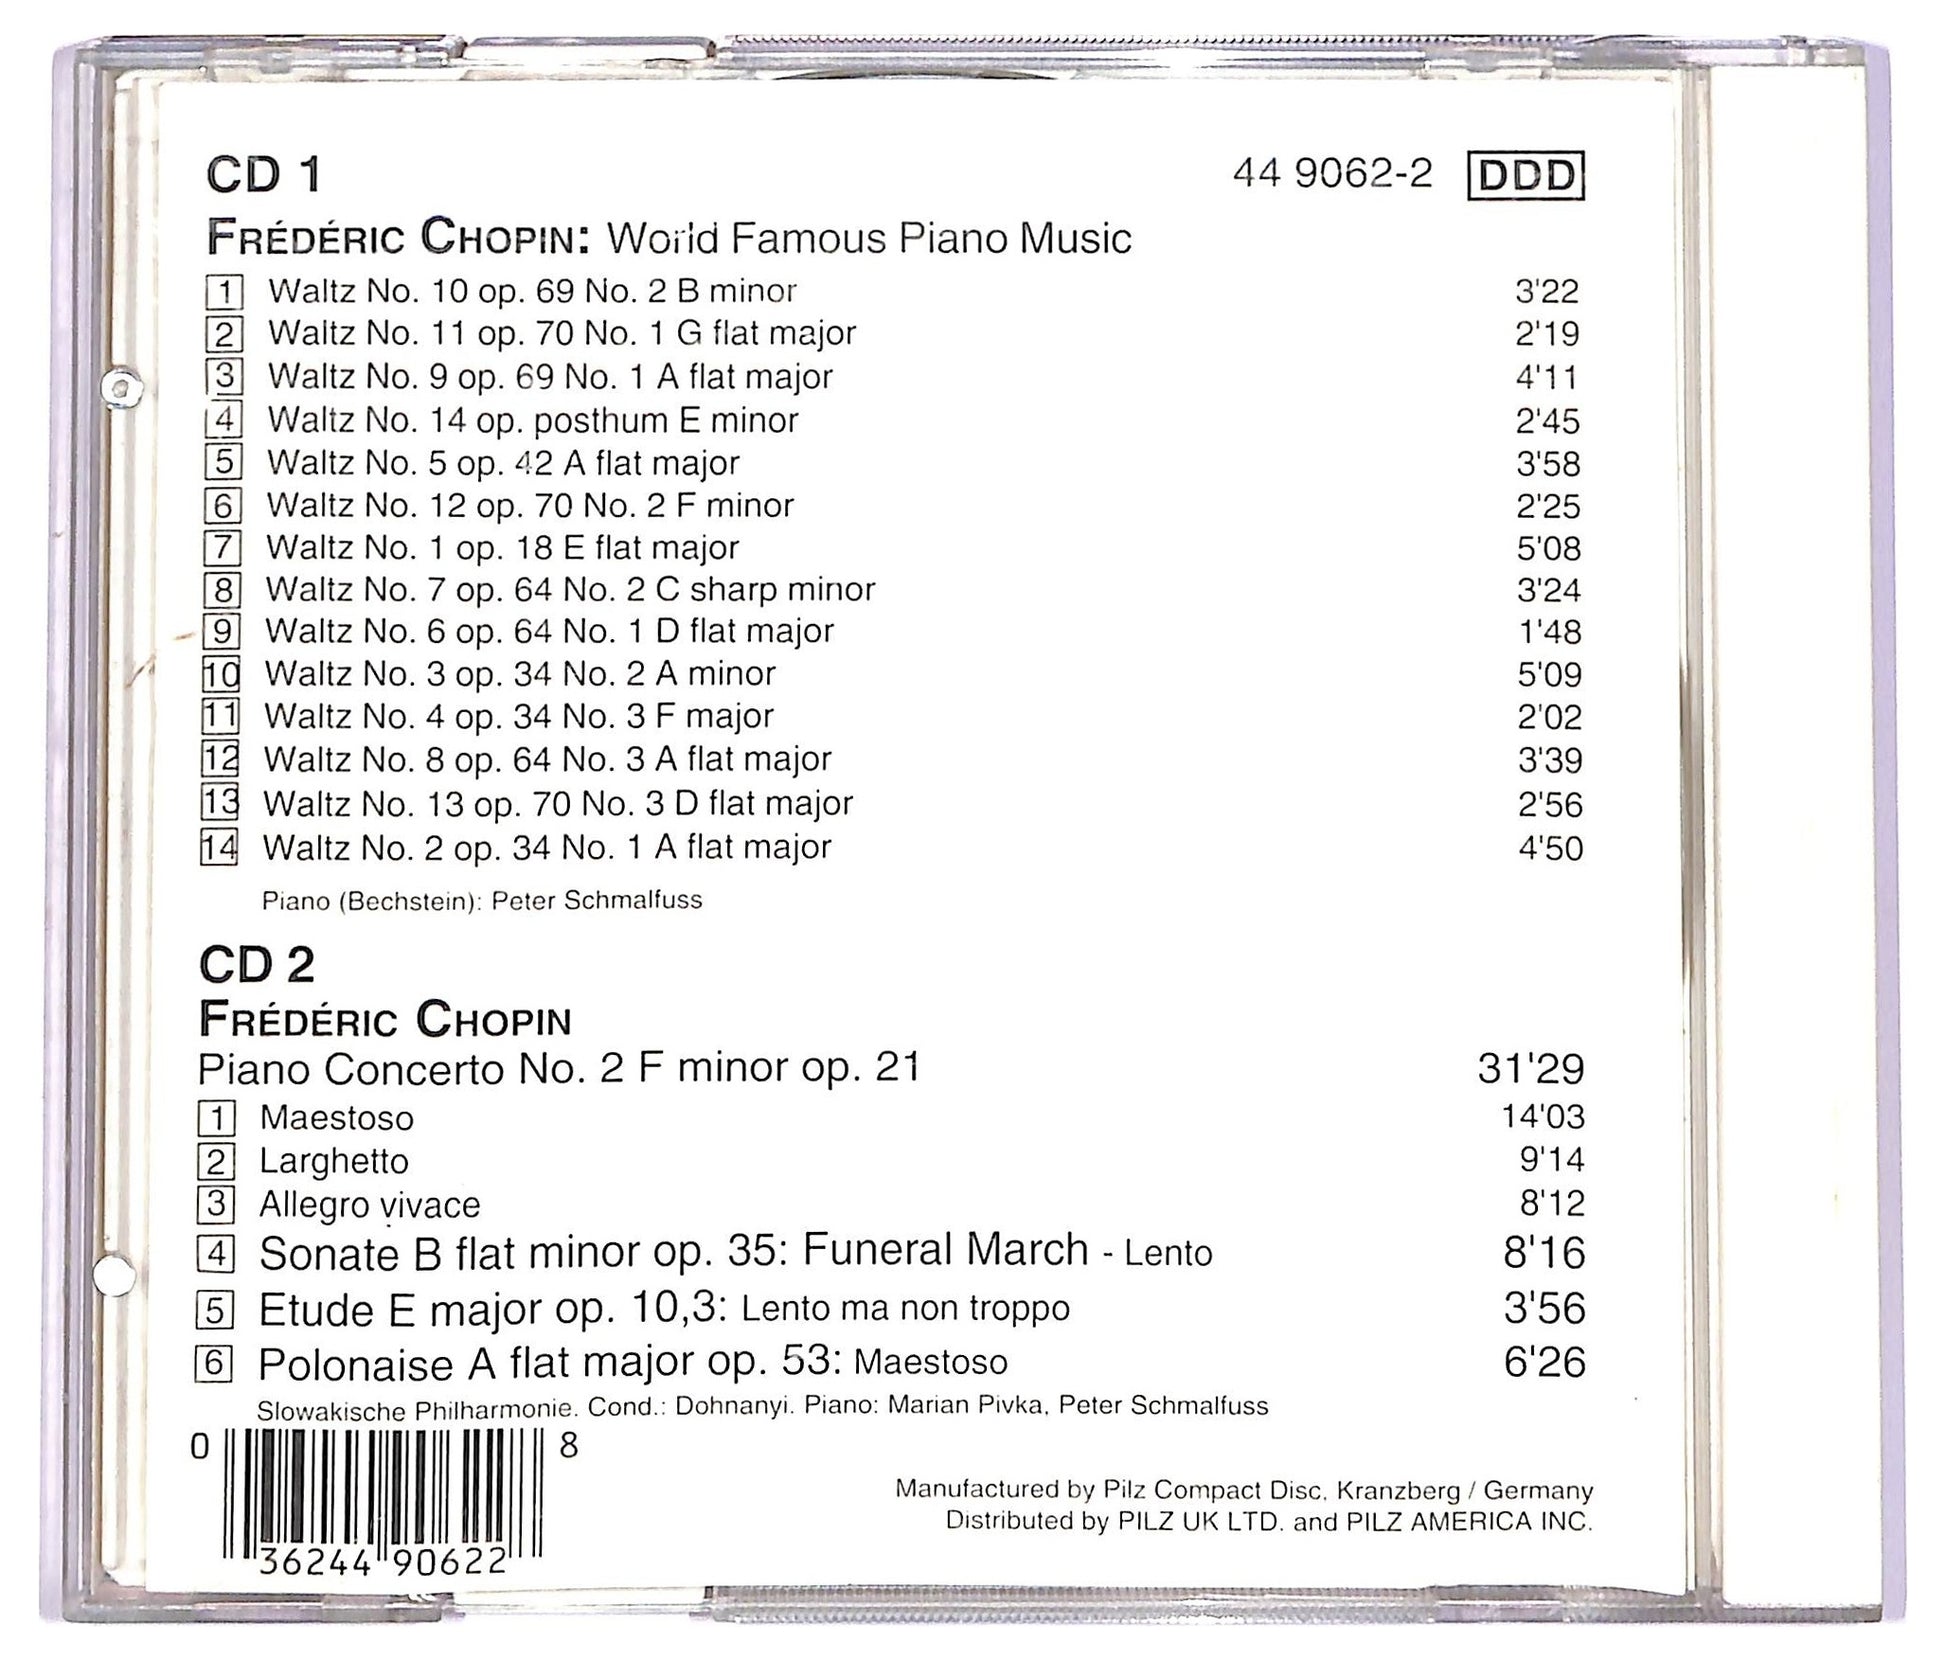 CD 1 44 9062-2 DDD
FRÉDÉRIC CHOPIN: World Famous Piano Music
1 Waltz No. 10 op. 69 No. 2 B minor 3'22
2 Waltz No. 11 op. 70 No. 1 G flat major 2'19
3 Waltz No. 9 op. 69 No. 1 A flat major 4'11
4 Waltz No. 14 op. posthum E minor 2'45
5 Waltz No. 5 op. 42 A flat major 3'58
6 Waltz No. 12 op. 70 No. 2 F minor 2'25
7 Waltz No. 1 op. 18 E flat major 5'08
8 Waltz No. 7 op. 64 No. 2 C sharp minor 3'24
9 Waltz No. 6 op. 64 No. 1 D flat major 1'48
10 Waltz No. 3 op. 34 No. 2 A minor 5'09
11 Waltz No. 4 op. 34 No. 3 F major 2'02
12 Waltz No. 8 op. 64 No. 3 A flat major 3'39
13 Waltz No. 13 op. 70 No. 3 D flat major 2'56
14 Waltz No. 2 op. 34 No. 1 A flat major 4'50
Piano (Bechstein): Peter Schmalfuss
CD 2
FRÉDÉRIC CHOPIN
Piano Concerto No. 2 F minor op. 21 31'29
1 Maestoso 14'03
2 Larghetto 9'14
3 Allegro vivace 8'12
4 Sonate B flat minor op. 35: Funeral March - Lento 8'16
5 Etude E major op. 10,3: Lento ma non troppo 3'56
6 Polonaise A flat major op. 53: Maestoso 6'26
Slowakische Philharmonie. Cond.: Dohnanyi. Piano: Marian Pivka, Peter Schmalfuss
0 36244 90622 8
Manufactured by Pilz Compact Disc, Kranzberg / Germany
Distributed by PILZ UK LTD. and PILZ AMERICA INC.